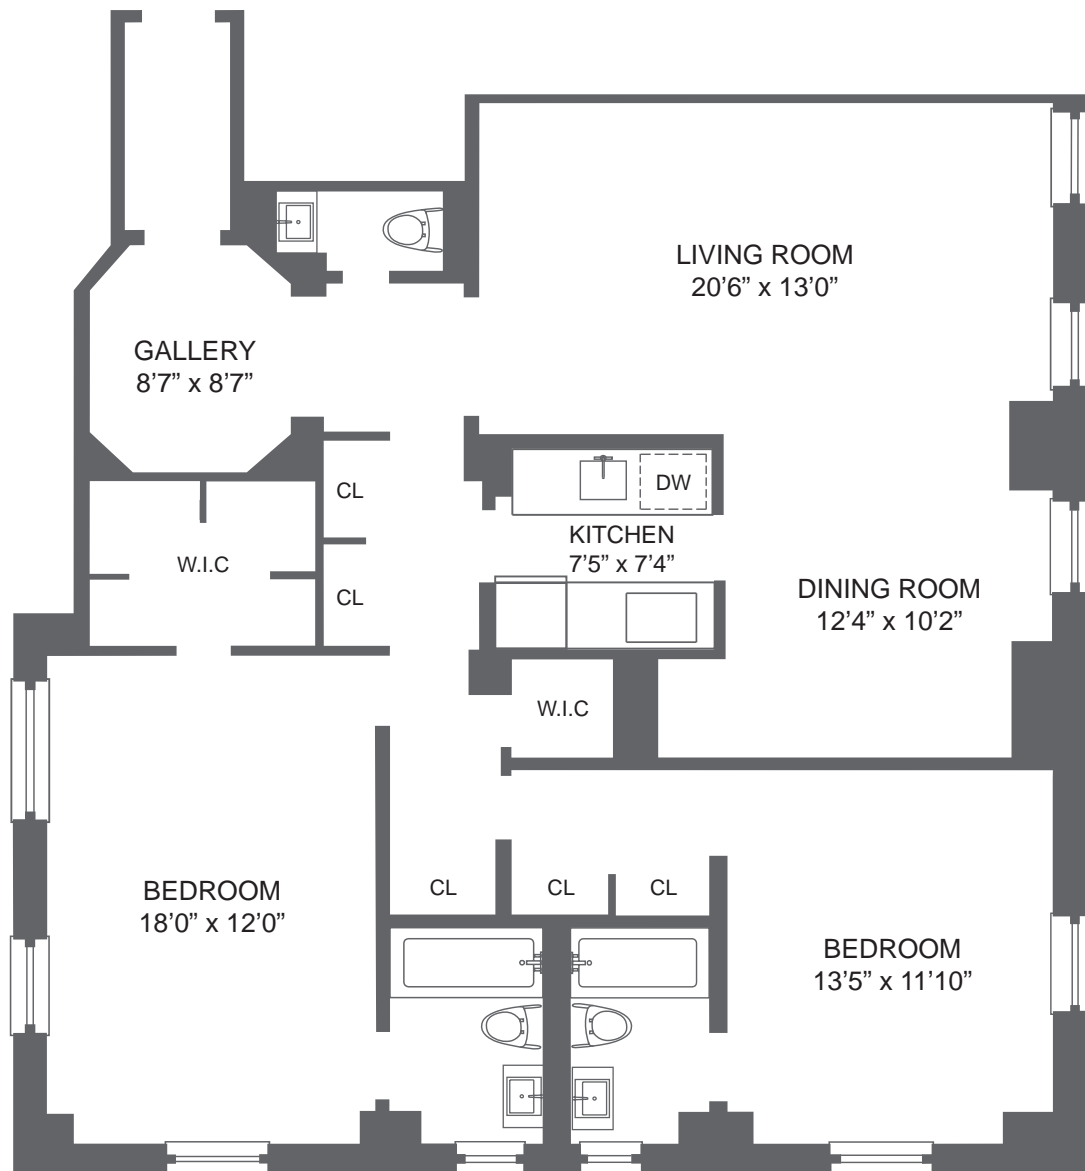 LIVING ROOM
20’6” x 13’0”
GALLERY
8’7” x 8’7”
CL
DW
KITCHEN
7’5” x 7’4”
W.I.C
CL
DINING ROOM
12’4” x 10’2”
W.I.C
BEDROOM
18’0” x 12’0”
CL
CL
CL
BEDROOM
13’5” x 11’10”